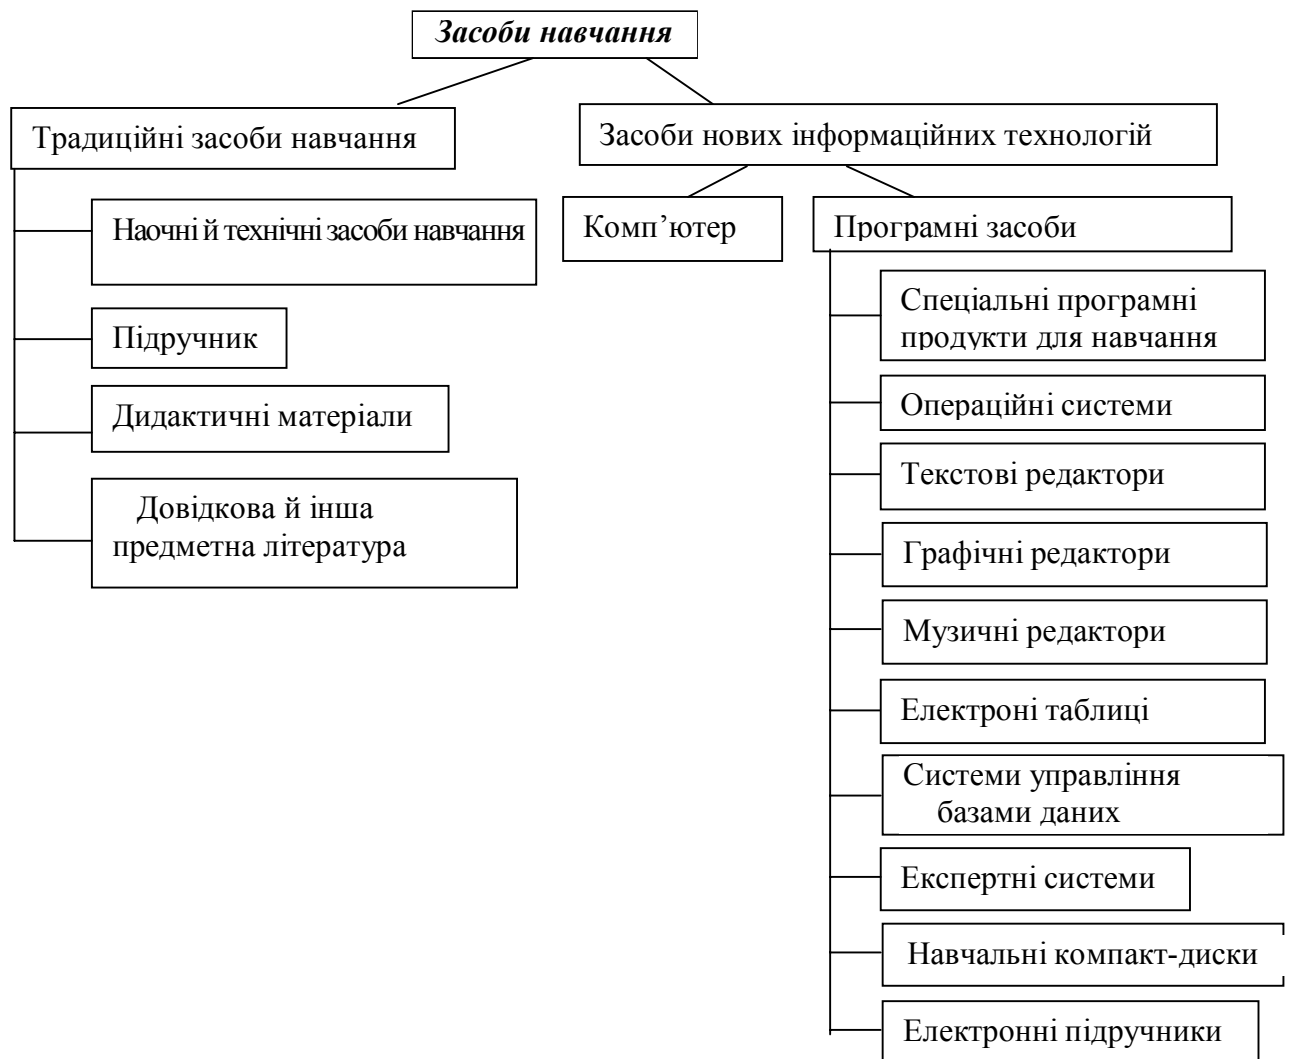 Засоби навчання
Традиційні засоби навчання
Засоби нових інформаційних технологій
Наочні й технічні засоби навчання
Підручник
Дидактичні матеріали
Довідкова й інша
предметна література
Комп’ютер
Програмні засоби
Спеціальні програмні
продукти для навчання
Операційні системи
Текстові редактори
Графічні редактори
Музичні редактори
Електроні таблиці
Системи управління
базами даних
Експертні системи
Навчальні компакт-диски
Електронні підручники